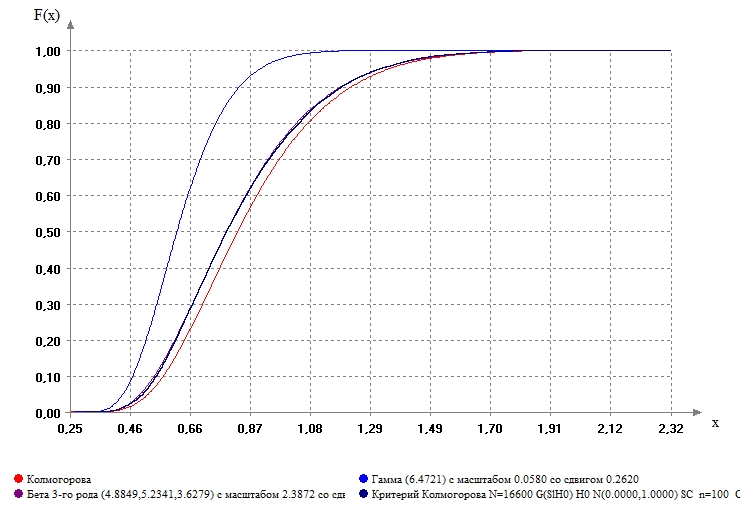 F(x)
1,00
0,90
0,80
0,70
0,60
0,50
0,40
0,30
0,20
0,10
0,00
0,25 0,46 0,66 0,87 1,08 1,29 1,49 1,70 1,91 2,12 2,32
x
Колмогорова Гамма (6.4721) с масштабом 0.0580 со сдвигом 0.2620
Бета 3-го рода (4.8849,5.2341,3.6279) с масштабом 2.3872 со сдв Критерий Колмогорова N=16600 G(S|H0) H0 N(0.0000,1.0000) SC n=100